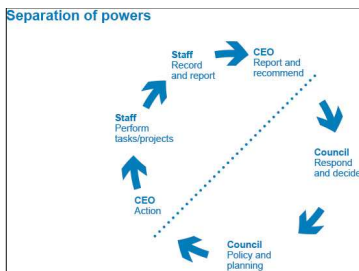 Separation of powers
Staff
Record
and report
CEO
Report and
recommend
Staff
Perform
tasks/projects
Council
Respond
and decide
CEO
Action
Council
Policy and
planning